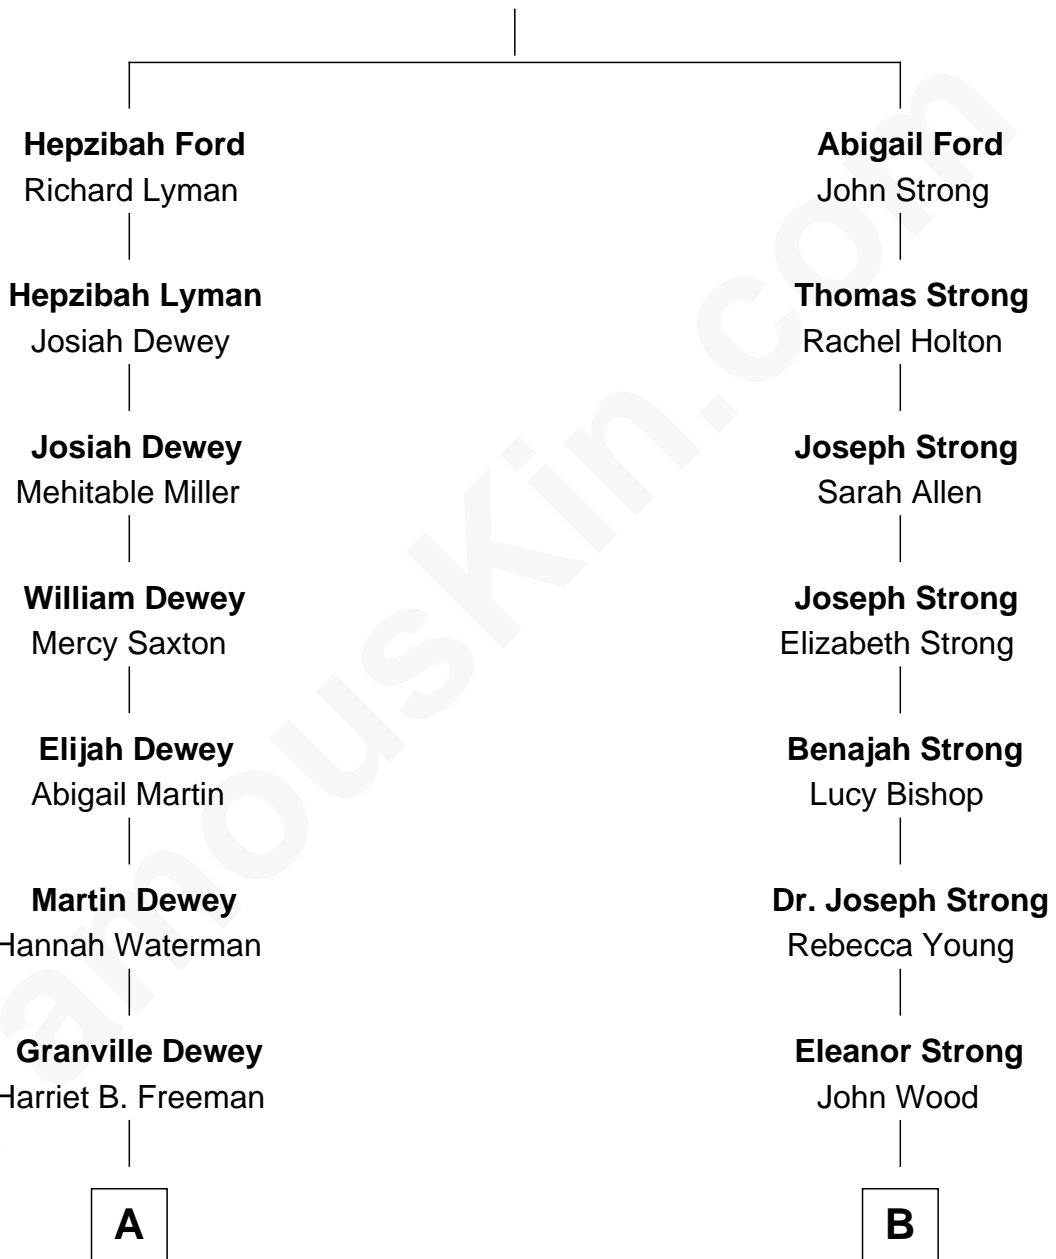 Hepzibah Ford
Richard Lyman
Abigail Ford
John Strong
Hepzibah Lyman
Josiah Dewey
Thomas Strong
Rachel Holton
Josiah Dewey
Mehitable Miller
Joseph Strong
Sarah Allen
William Dewey
Mercy Saxton
Joseph Strong
Elizabeth Strong
Elijah Dewey
Abigail Martin
Benajah Strong
Lucy Bishop
Martin Dewey
Hannah Waterman
Dr. Joseph Strong
Rebecca Young
Granville Dewey
Harriet B. Freeman
Eleanor Strong
John Wood
A
B
amousKin.com